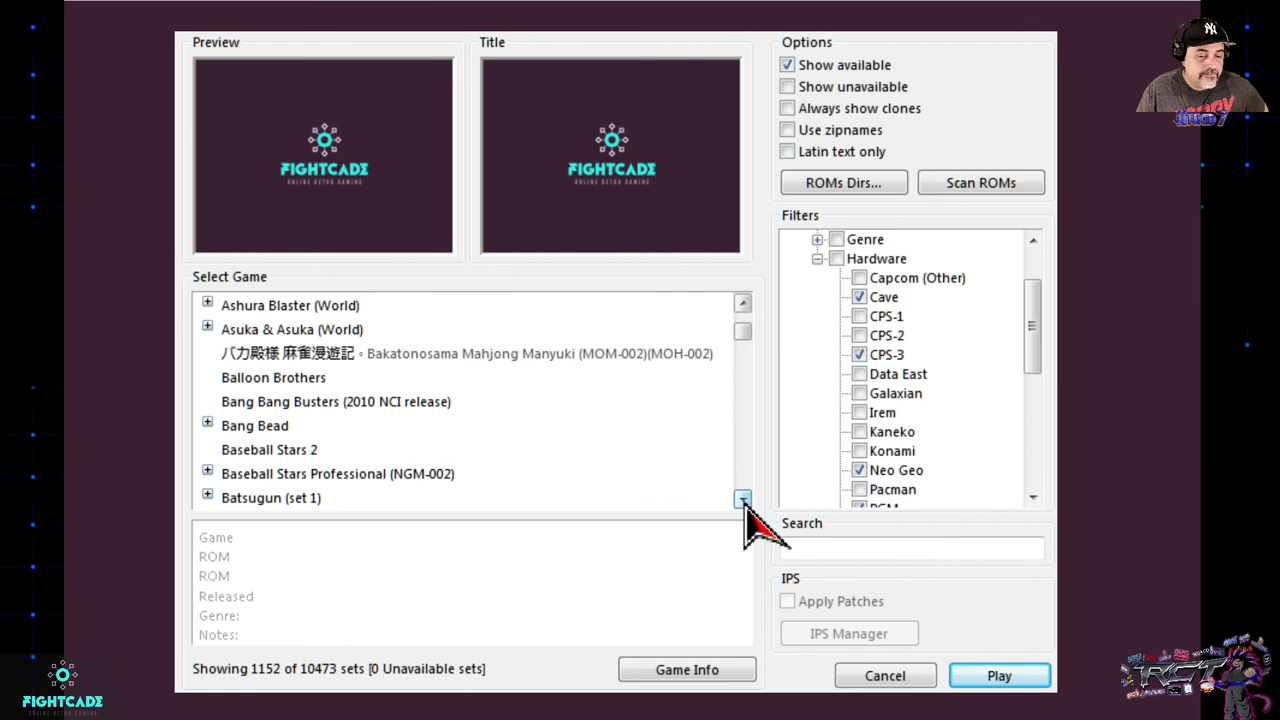 Preview
Title
FIGHTCADE
ONLINE RETRO GAMING
FIGHTCADE
ONLINE RETRO GAMING
Options
Show available
Show unavailable
Always show clones
Use zipnames
Latin text only
ROMs Dirs...
Scan ROMs
Filters
Genre
Hardware
Capcom (Other)
Cave
CPS-1
CPS-2
CPS-3
Data East
Galaxian
Irem
Kaneko
Konami
Neo Geo
Pacman
PGM
Select Game
Ashura Blaster (World)
Asuka & Asuka (World)
バカ殿様 麻雀漫遊記 ◦ Bakatonosama Mahjong Manyuki (MOM-002)(MOH-002)
Balloon Brothers
Bang Bang Busters (2010 NCI release)
Bang Bead
Baseball Stars 2
Baseball Stars Professional (NGM-002)
Batsugun (set 1)
Game
ROM
ROM
Released
Genre:
Notes:
Showing 1152 of 10473 sets [0 Unavailable sets]
Game Info
Search
IPS
Apply Patches
IPS Manager
Cancel
Play
FIGHTCADE
RCT